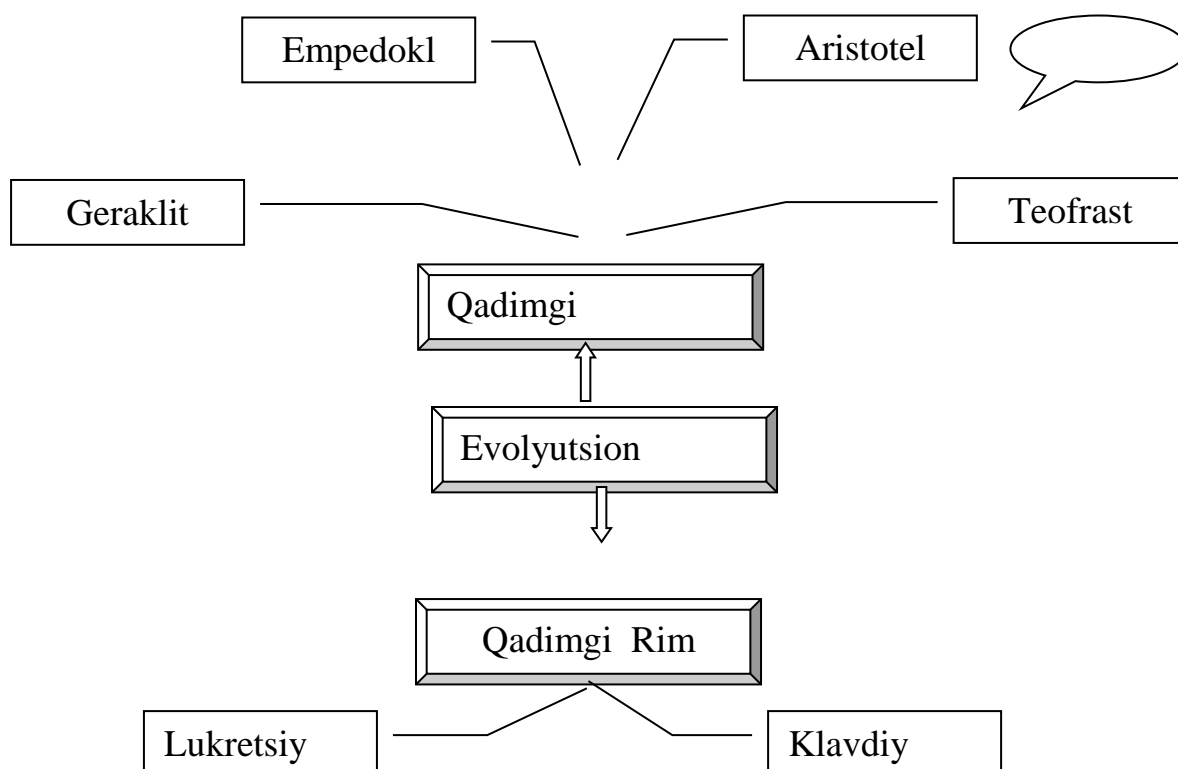 Empedokl
Aristotel
Geraklit
Teofrast
Qadimgi
Evolyutsion
Qadimgi Rim
Lukretsiy
Klavdiy